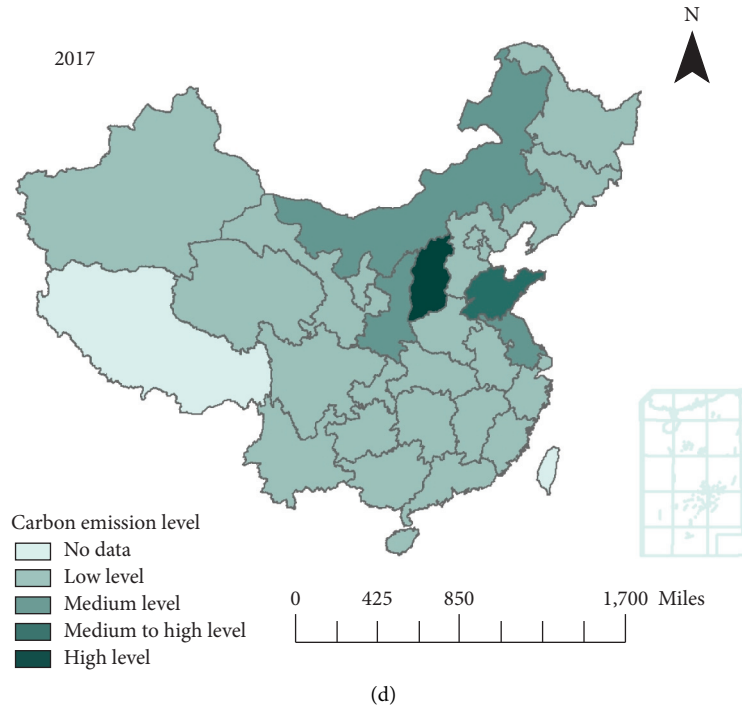 N
2017
Carbon emission level
No data
Low level
Medium level
Medium to high level
High level
0 425 850 1,700 Miles
(d)